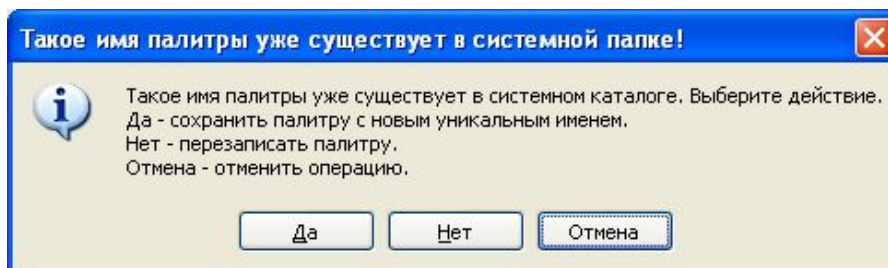 Такое имя палитры уже существует в системной папке!
Такое имя палитры уже существует в системном каталоге. Выберите действие.
Да - сохранить палитру с новым уникальным именем.
Нет - перезаписать палитру.
Отмена - отменить операцию.
Да Нет Отмена